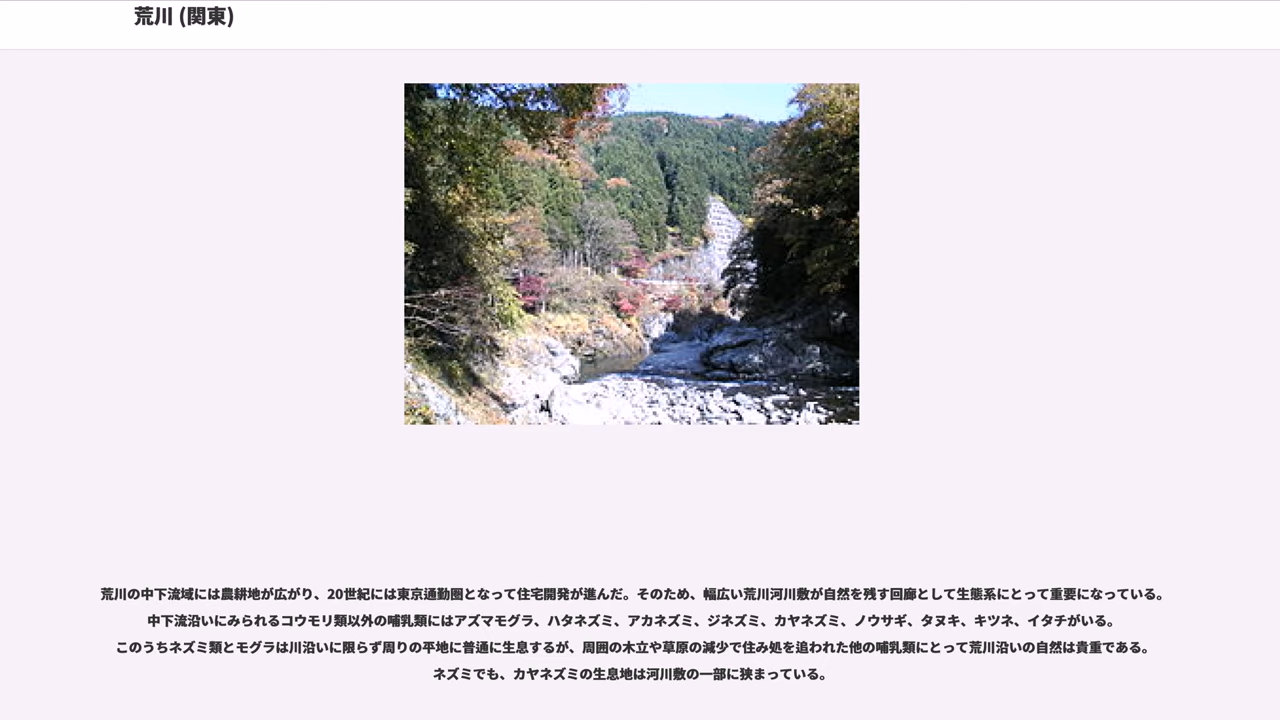 荒川 (関東)
荒川の中下流域には農耕地が広がり、20世紀には東京通勤圏となって住宅開発が進んだ。そのため、幅広い荒川河川敷が自然を残す回廊として生態系にとって重要になっている。
中下流沿いにみられるコウモリ類以外の哺乳類にはアズマモグラ、ハタネズミ、アカネズミ、ジネズミ、カヤネズミ、ノウサギ、タヌキ、キツネ、イタチがいる。
このうちネズミ類とモグラは川沿いに限らず周りの平地に普通に生息するが、周囲の木立や草原の減少で住み処を追われた他の哺乳類にとって荒川沿いの自然は貴重である。
ネズミでも、カヤネズミの生息地は河川敷の一部に狭まっている。